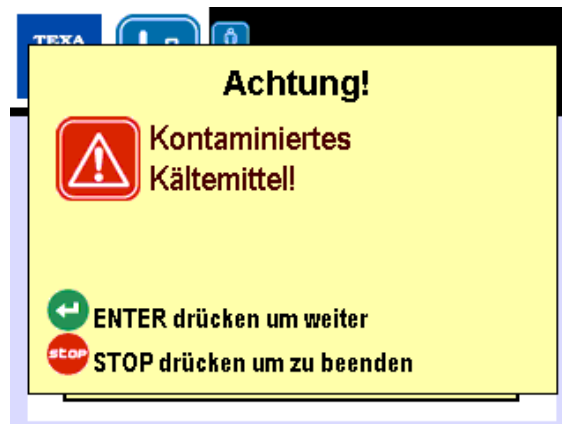 TEXA
Achtung!
Kontaminiertes
Kältemittel!
ENTER drücken um weiter
stop STOP drücken um zu beenden